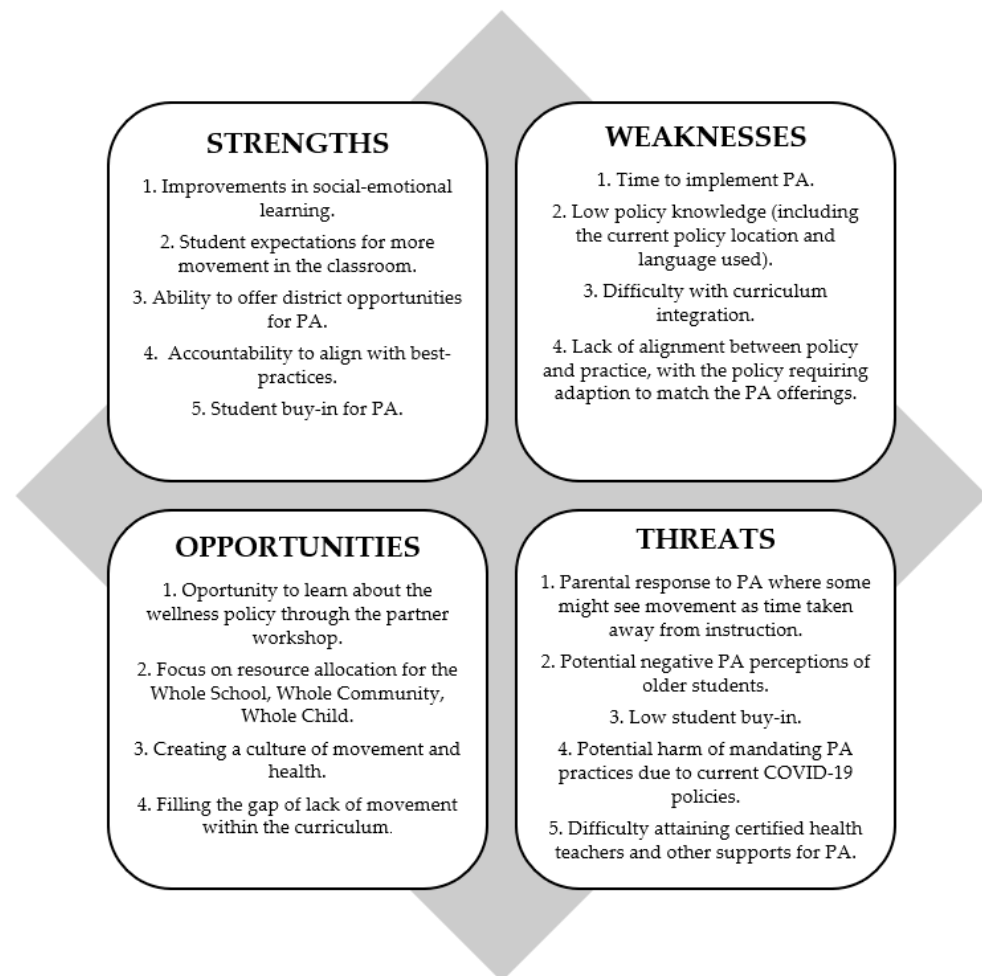 STRENGTHS
1. Improvements in social-emotional
learning.
2. Student expectations for more
movement in the classroom.
3. Ability to offer district opportunities
for PA.
4. Accountability to align with best-
practices.
5. Student buy-in for PA.
WEAKNESSES
1. Time to implement PA.
2. Low policy knowledge (including
the current policy location and
language used).
3. Difficulty with curriculum
integration.
4. Lack of alignment between policy
and practice, with the policy requiring
adaption to match the PA offerings.
OPPORTUNITIES
1. Oportunity to learn about the
wellness policy through the partner
workshop.
2. Focus on resource allocation for the
Whole School, Whole Community,
Whole Child.
3. Creating a culture of movement and
health.
4. Filling the gap of lack of movement
within the curriculum.
THREATS
1. Parental response to PA where some
might see movement as time taken
away from instruction.
2. Potential negative PA perceptions of
older students.
3. Low student buy-in.
4. Potential harm of mandating PA
practices due to current COVID-19
policies.
5. Difficulty attaining certified health
teachers and other supports for PA.